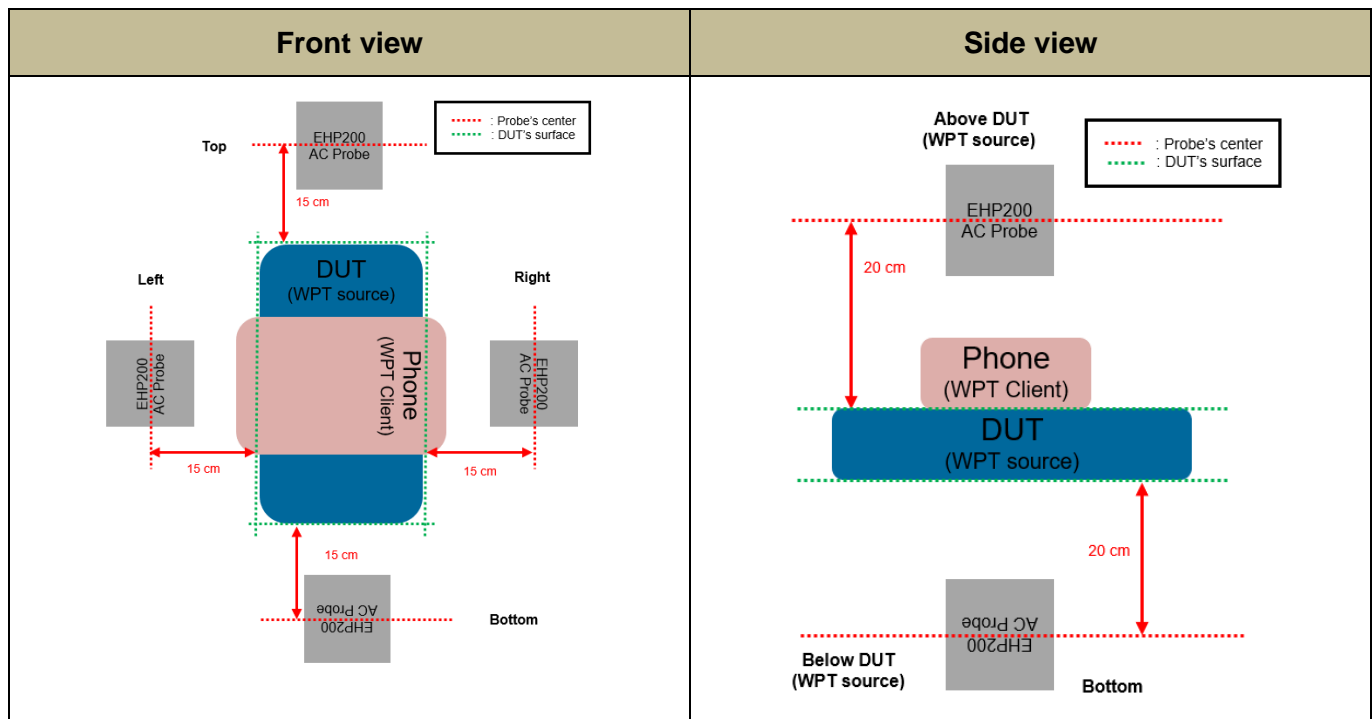 Front view
Side view
: Probe's center
: DUT's surface
Top
EHP200
AC Probe
15 cm
DUT
(WPT source)
Left
Right
EHP200
AC Probe
Phone
(WPT Client)
EHP200
AC Probe
15 cm
15 cm
15 cm
EHP200
AC Probe
Bottom
Above DUT
(WPT source)
: Probe's center
: DUT's surface
EHP200
AC Probe
20 cm
Phone
(WPT Client)
DUT
(WPT source)
20 cm
EHP200
AC Probe
Below DUT
(WPT source)
Bottom